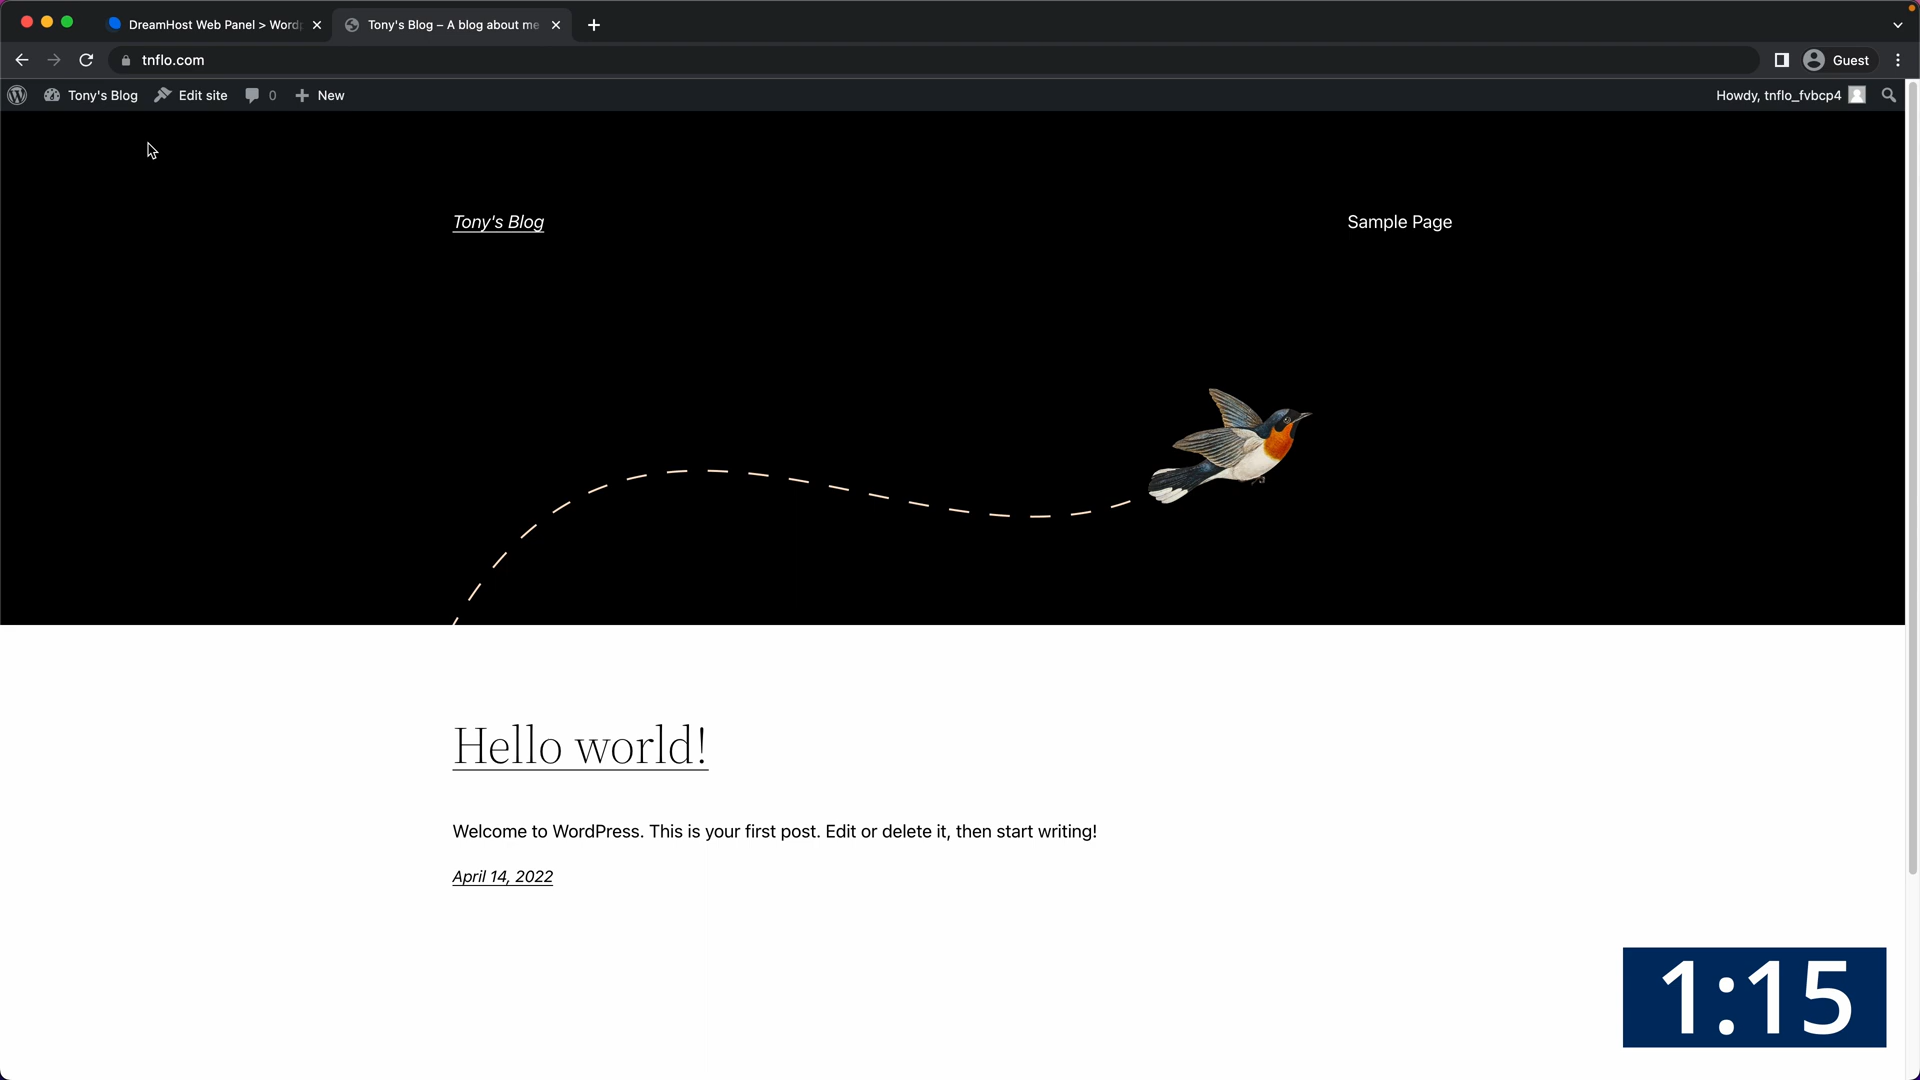 DreamHost Web Panel > Word
Tony's Blog – A blog about me
tnflo.com
Guest
Tony's Blog
Edit site
0
New
Howdy, tnflo_fvbcp4
Tony's Blog
Sample Page
Hello world!
Welcome to WordPress. This is your first post. Edit or delete it, then start writing!
April 14, 2022
1:15